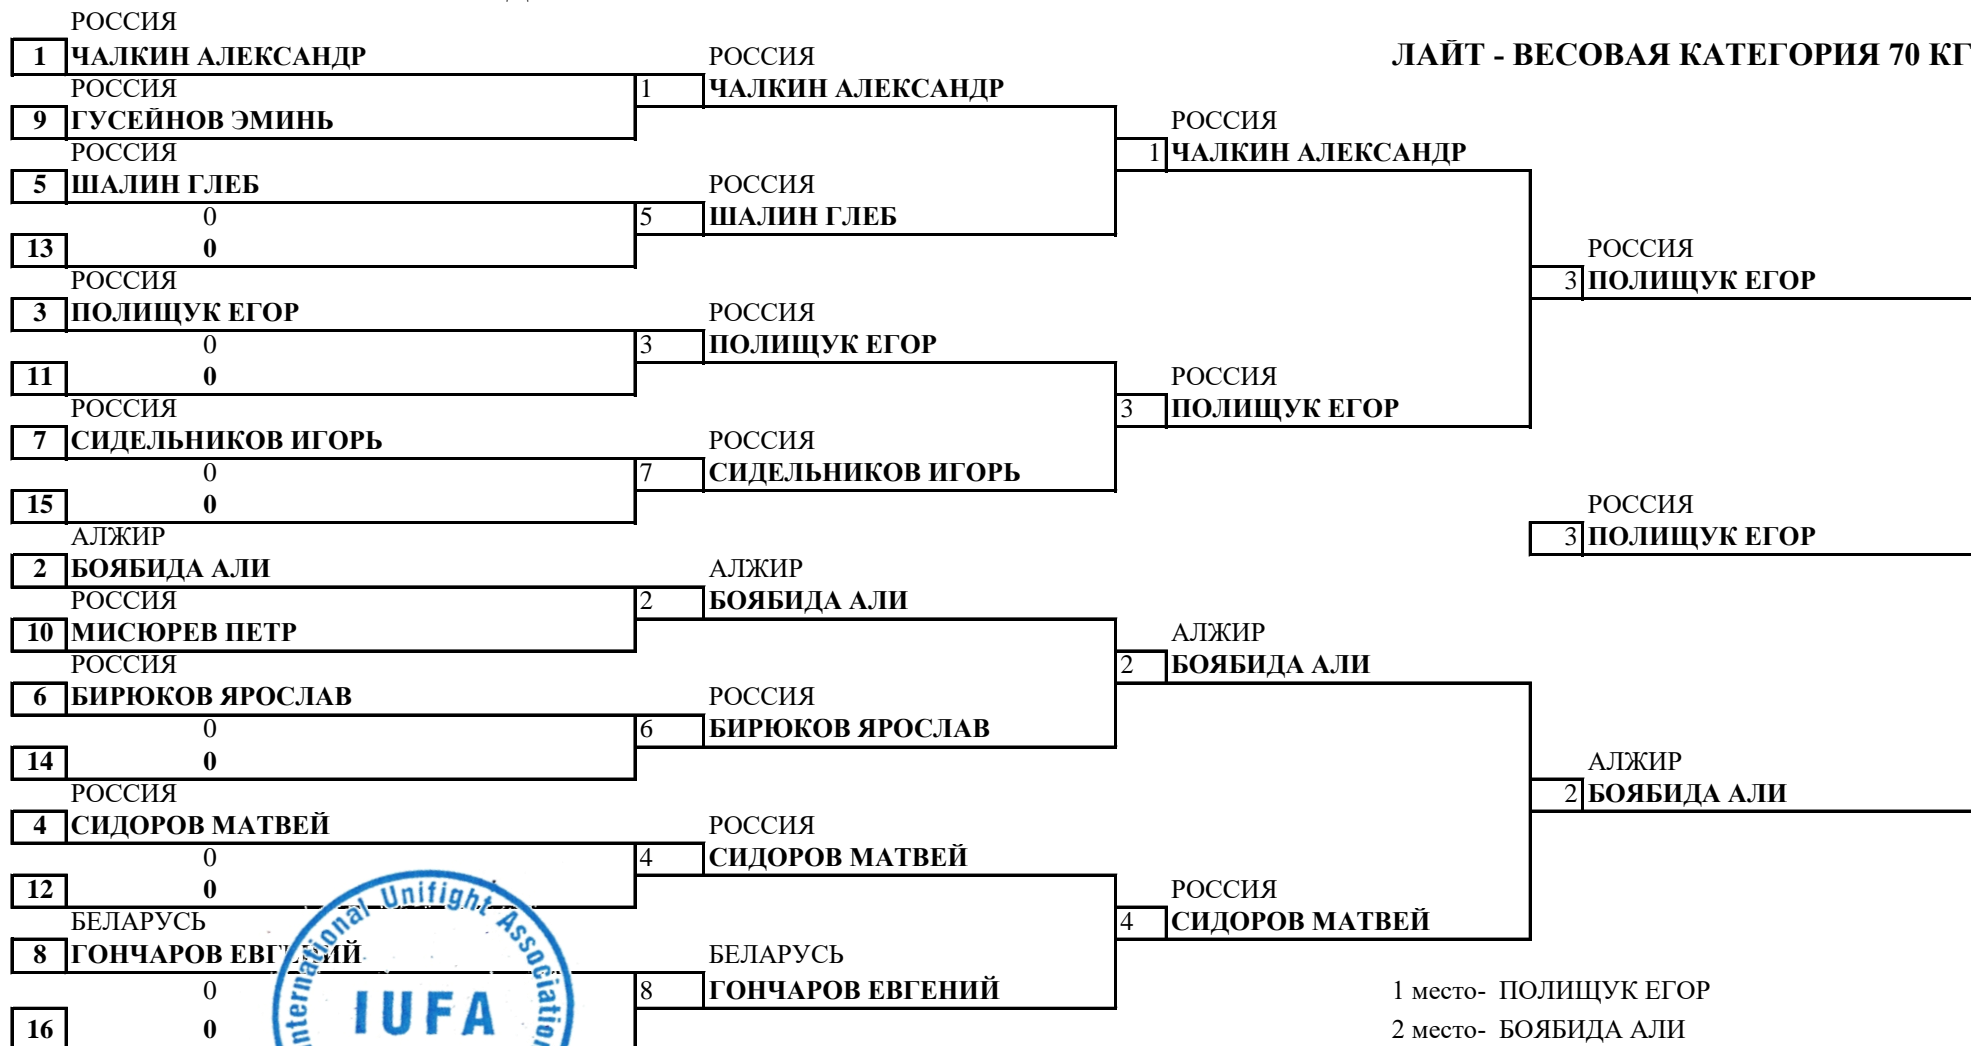 РОССИЯ
1 ЧАЛКИН АЛЕКСАНДР
РОССИЯ
9 ГУСЕЙНОВ ЭМИНЬ
РОССИЯ
5 ШАЛИН ГЛЕБ
0
13 0
РОССИЯ
3 ПОЛИЩУК ЕГОР
0
11 0
РОССИЯ
7 СИДЕЛЬНИКОВ ИГОРЬ
0
15 0
АЛЖИР
2 БОЯБИДА АЛИ
РОССИЯ
10 МИСЮРЕВ ПЕТР
РОССИЯ
6 БИРЮКОВ ЯРОСЛАВ
0
14 0
РОССИЯ
4 СИДОРОВ МАТВЕЙ
0
12 0
БЕЛАРУСЬ
8 ГОНЧАРОВ ЕВГЕНИЙ
0
16 0
International Unifight Association
IUFA
РОССИЯ
1 ЧАЛКИН АЛЕКСАНДР
РОССИЯ
5 ШАЛИН ГЛЕБ
РОССИЯ
3 ПОЛИЩУК ЕГОР
РОССИЯ
7 СИДЕЛЬНИКОВ ИГОРЬ
АЛЖИР
2 БОЯБИДА АЛИ
РОССИЯ
6 БИРЮКОВ ЯРОСЛАВ
РОССИЯ
4 СИДОРОВ МАТВЕЙ
БЕЛАРУСЬ
8 ГОНЧАРОВ ЕВГЕНИЙ
РОССИЯ
1 ЧАЛКИН АЛЕКСАНДР
РОССИЯ
3 ПОЛИЩУК ЕГОР
АЛЖИР
2 БОЯБИДА АЛИ
РОССИЯ
4 СИДОРОВ МАТВЕЙ
ЛАЙТ - ВЕСОВАЯ КАТЕГОРИЯ 70 КГ
РОССИЯ
3 ПОЛИЩУК ЕГОР
РОССИЯ
3 ПОЛИЩУК ЕГОР
АЛЖИР
2 БОЯБИДА АЛИ
1 место- ПОЛИЩУК ЕГОР
2 место- БОЯБИДА АЛИ